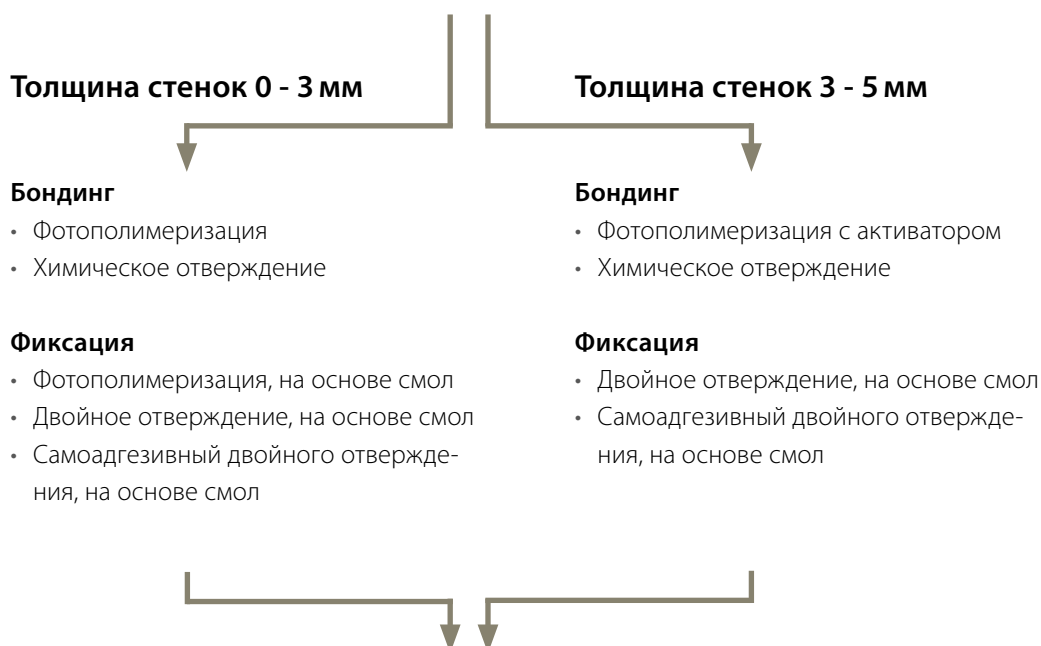 Толщина стенок 0 - 3 мм
Бондинг
• Фотополимеризация
• Химическое отверждение
Фиксация
• Фотополимеризация, на основе смол
• Двойное отверждение, на основе смол
• Самоадгезивный двойного отвержде-
ния, на основе смол
Толщина стенок 3 - 5 мм
Бондинг
• Фотополимеризация с активатором
• Химическое отверждение
Фиксация
• Двойное отверждение, на основе смол
• Самоадгезивный двойного отвержде-
ния, на основе смол